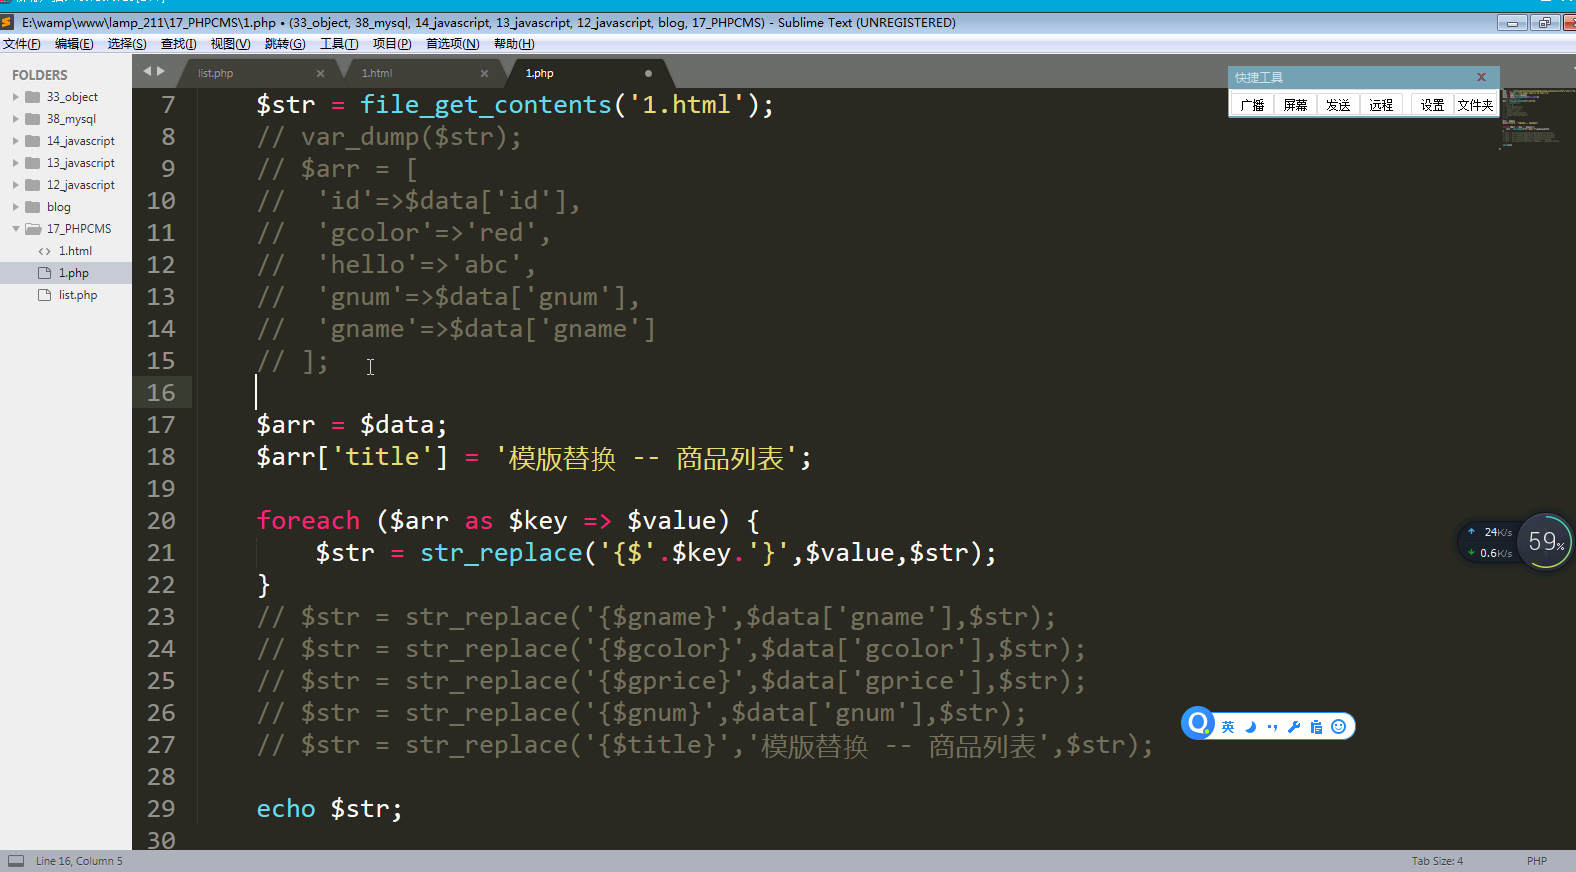 E:\wamp\www\lamp_211\17_PHPCMS\1.php • (33_object, 38_mysql, 14_javascript, 13_javascript, 12_javascript, blog, 17_PHPCMS) - Sublime Text (UNREGISTERED)
文件(F) 编辑(E) 选择(S) 查找(I) 视图(V) 跳转(G) 工具(T) 项目(P) 首选项(N) 帮助(H)
FOLDERS
33_object
38_mysql
14_javascript
13_javascript
12_javascript
blog
17_PHPCMS
1.html
1.php
list.php
list.php 1.html 1.php
快捷工具
广播 屏幕 发送 远程 设置 文件夹
7 $str = file_get_contents('1.html');
8 // var_dump($str);
9 // $arr = [
10 //  'id'=>$data['id'],
11 //  'gcolor'=>'red',
12 //  'hello'=>'abc',
13 //  'gnum'=>$data['gnum'],
14 //  'gname'=>$data['gname']
15 // ];
16
17 $arr = $data;
18 $arr['title'] = '模版替换 -- 商品列表';
19
20 foreach ($arr as $key => $value) {
21     $str = str_replace('{$'.$key.'}',$value,$str);
22 }
23 // $str = str_replace('{$gname}',$data['gname'],$str);
24 // $str = str_replace('{$gcolor}',$data['gcolor'],$str);
25 // $str = str_replace('{$gprice}',$data['gprice'],$str);
26 // $str = str_replace('{$gnum}',$data['gnum'],$str);
27 // $str = str_replace('{$title}','模版替换 -- 商品列表',$str);
28
29 echo $str;
30
24K/s
0.6K/s
59%
英
Line 16, Column 5
Tab Size: 4
PHP